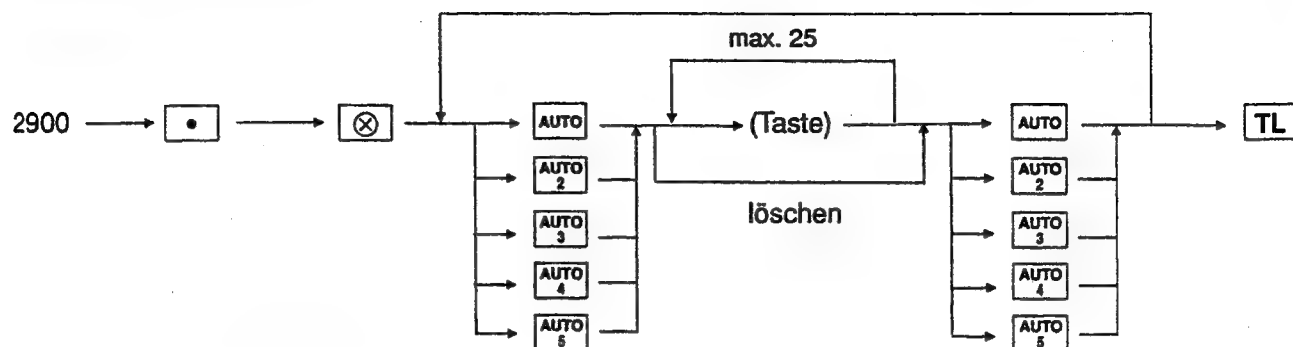 max. 25
2900 • ⊗ AUTO (Taste) AUTO TL
AUTO 2 AUTO 2
löschen
AUTO 3 AUTO 3
AUTO 4 AUTO 4
AUTO 5 AUTO 5